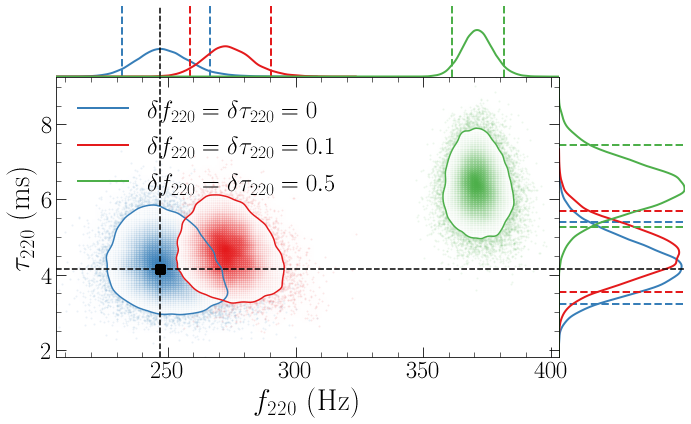 δf₂₂₀ = δτ₂₂₀ = 0
δf₂₂₀ = δτ₂₂₀ = 0.1
δf₂₂₀ = δτ₂₂₀ = 0.5
8
6
4
2
τ₂₂₀ (ms)
250 300 350 400
f₂₂₀ (Hz)